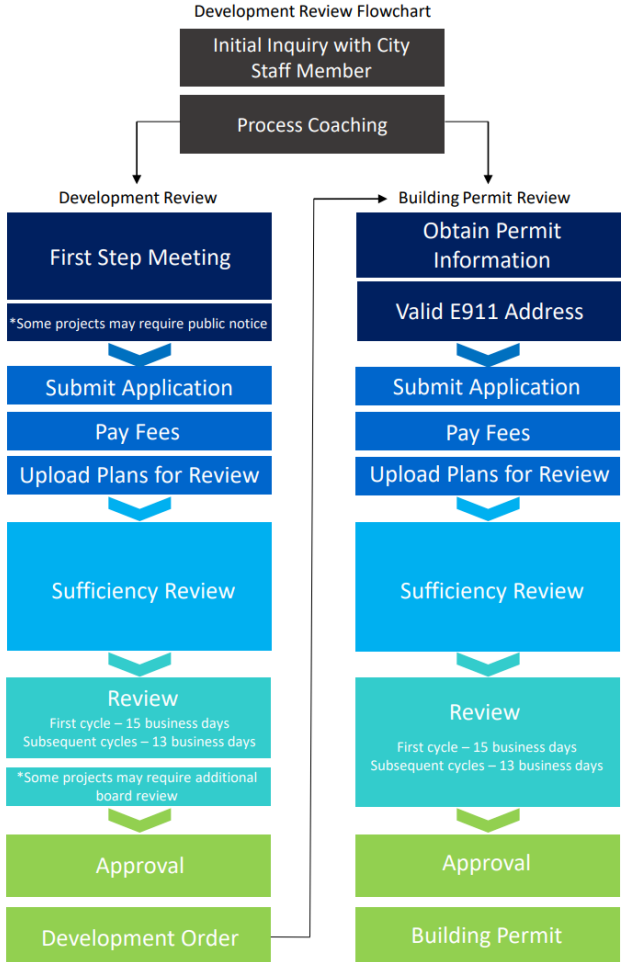 Development Review Flowchart
Initial Inquiry with City
Staff Member
Process Coaching
Development Review
First Step Meeting
*Some projects may require public notice
Submit Application
Pay Fees
Upload Plans for Review
Sufficiency Review
Review
First cycle – 15 business days
Subsequent cycles – 13 business days
*Some projects may require additional
board review
Approval
Development Order
Building Permit Review
Obtain Permit
Information
Valid E911 Address
Submit Application
Pay Fees
Upload Plans for Review
Sufficiency Review
Review
First cycle – 15 business days
Subsequent cycles – 13 business days
Approval
Building Permit